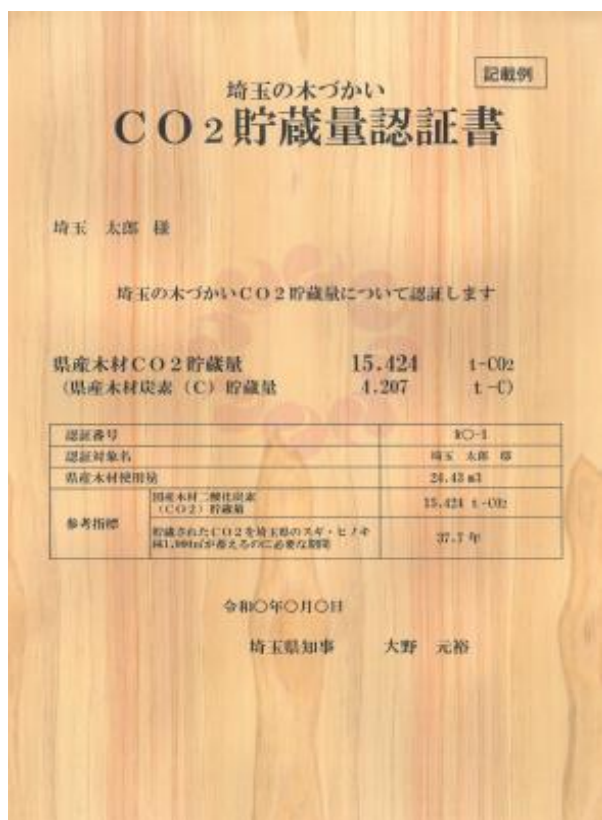 記載例
埼玉の木づかい
CO2貯蔵量認証書
埼玉 太郎 様
埼玉の木づかいCO2貯蔵量について認証します
県産木材CO2貯蔵量 15.424 t-CO2
(県産木材炭素(C)貯蔵量 4.207 t-C)
認証番号 R○-1
認証対象名 埼玉 太郎 様
県産木材使用量 24.43 m3
参考指標
国産木材二酸化炭素
(CO2)貯蔵量 15.424 t-CO2
貯蔵されたCO2を埼玉県のスギ・ヒノキ
林1,000㎡が蓄えるのに必要な期間 37.7 年
令和○年○月○日
埼玉県知事 大野 元裕